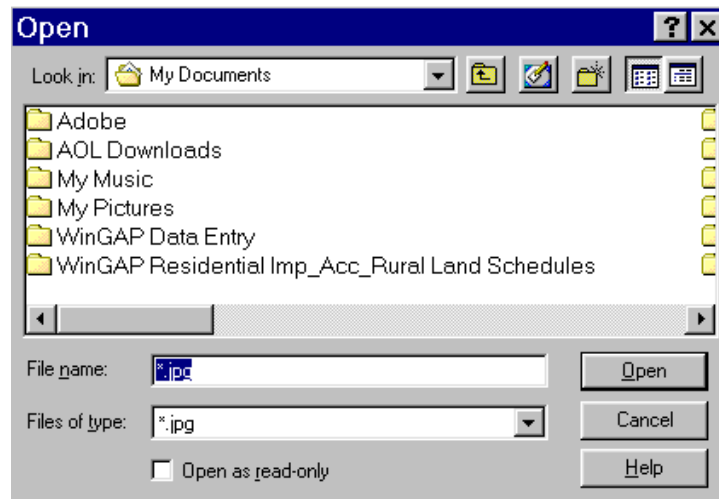 Open
Look in: My Documents
Adobe
AOL Downloads
My Music
My Pictures
WinGAP Data Entry
WinGAP Residential Imp_Acc_Rural Land Schedules
File name: *.jpg Open
Files of type: *.jpg Cancel
Open as read-only Help